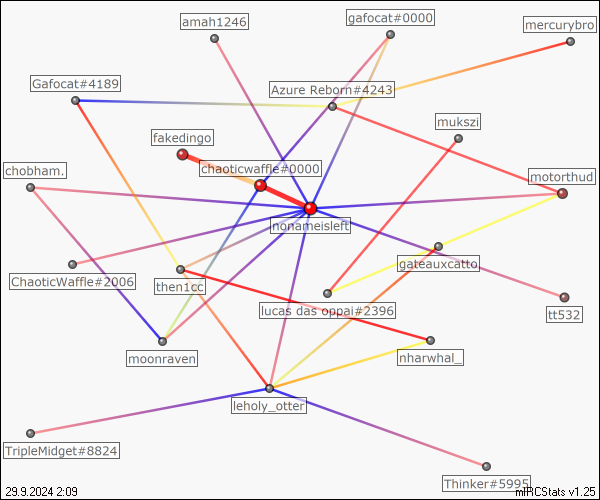 amah1246
gafocat#0000
mercurybro
Gafocat#4189
Azure Reborn#4243
mukszi
fakedingo
chaoticwaffle#0000
chobham.
motorthud
nonameisleft
gateauxcatto
ChaoticWaffle#2006
then1cc
lucas das oppai#2396
tt532
moonraven
nharwhal_
leholy_otter
TripleMidget#8824
Thinker#5995
29.9.2024 2:09
mIRCStats v1.25